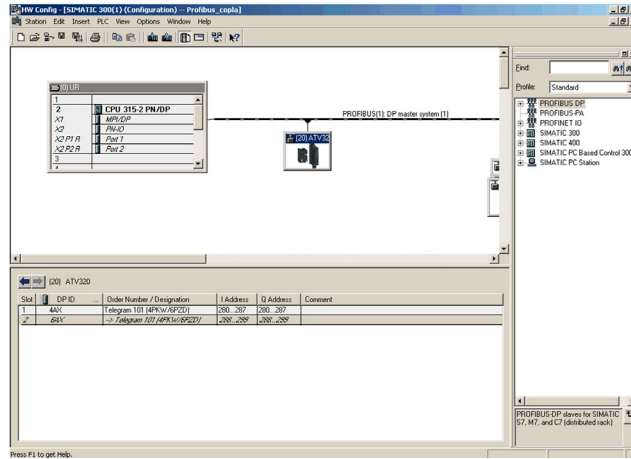 HW Config - [SIMATIC 300(1) (Configuration) -- Profibus_copla]
Station Edit Insert PLC View Options Window Help
(0) UR
1
2 CPU 315-2 PN/DP
X1 MPI/DP
X2 PN-IO
X2 P1 R Port 1
X2 P2 R Port 2
3
PROFIBUS(1): DP master system (1)
(20) ATV32
Find:
Profile: Standard
PROFIBUS DP
PROFIBUS-PA
PROFINET IO
SIMATIC 300
SIMATIC 400
SIMATIC PC Based Control 300
SIMATIC PC Station
(20) ATV320
Slot DP ID ... Order Number / Designation I Address Q Address Comment
1 4AX Telegram 101 (4PKW/6PZD) 280...287 280...287
2 6AX --> Telegram 101 (4PKW/6PZD) 288...299 288...299
PROFIBUS-DP slaves for SIMATIC
S7, M7, and C7 (distributed rack)
Press F1 to get Help.